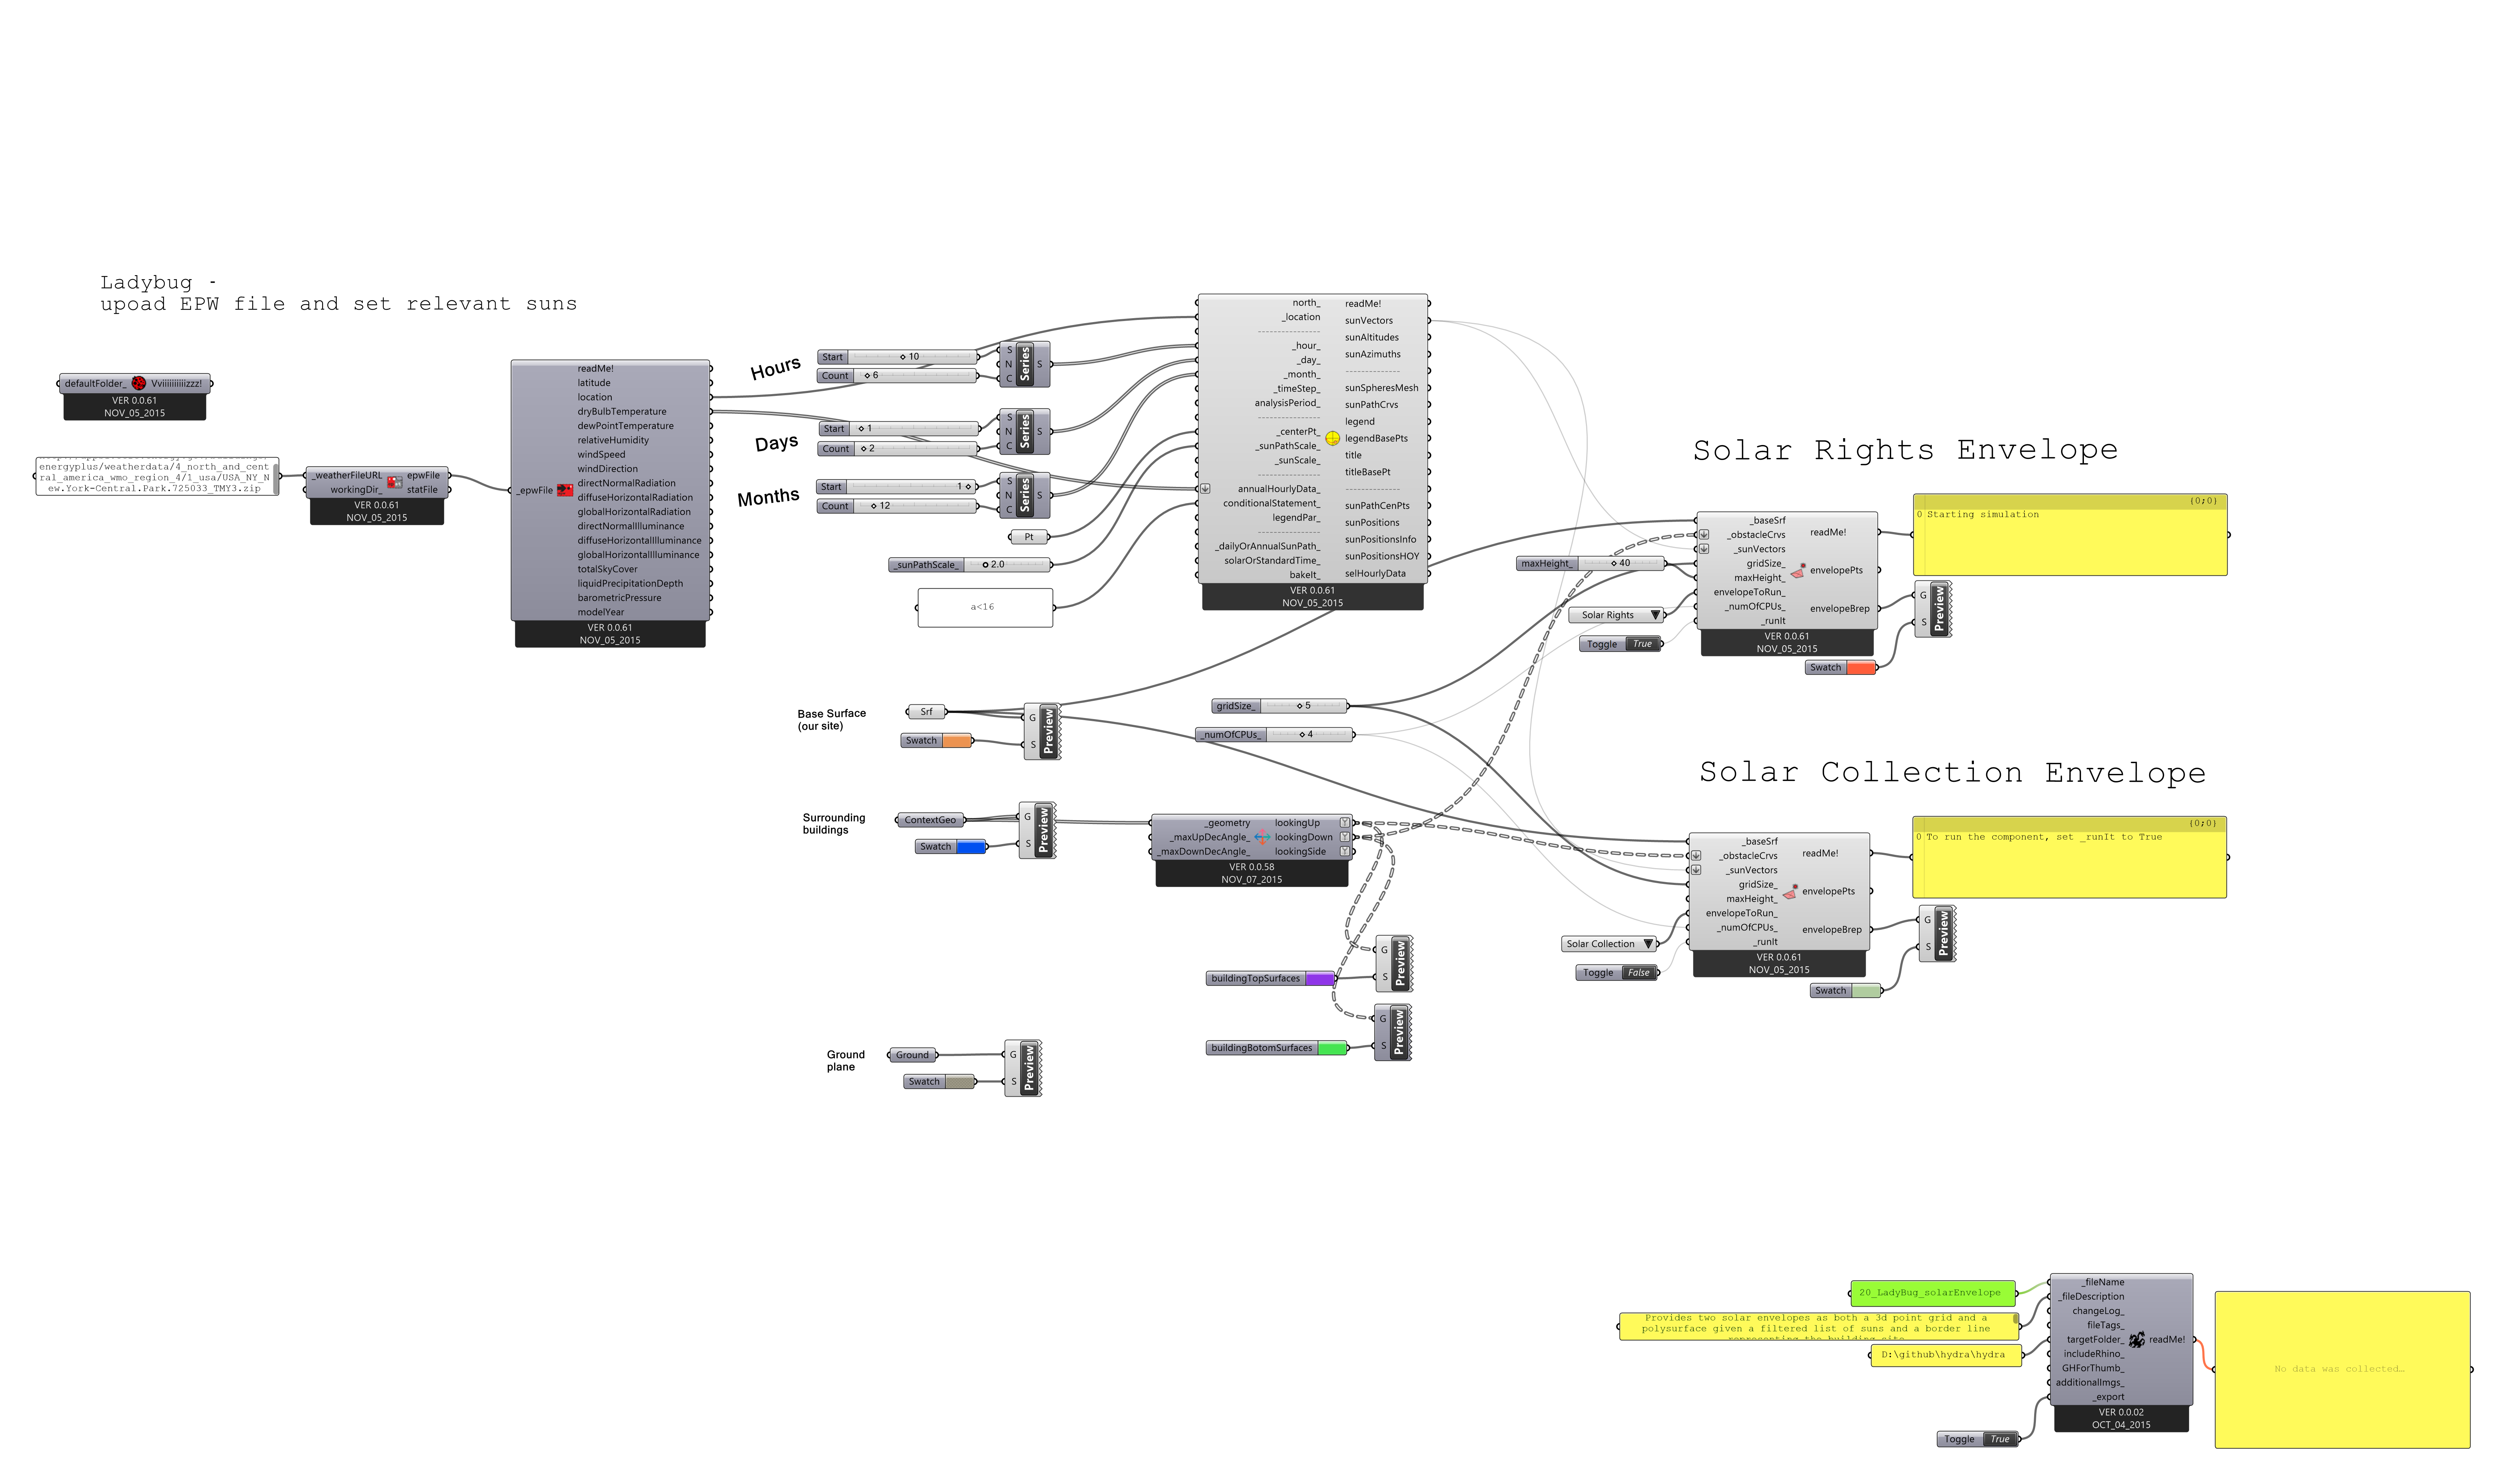 Ladybug -
upoad EPW file and set relevant suns
defaultFolder_ Vviiiiiiiiiizzz!
VER 0.0.61
NOV_05_2015
energyplus/weatherdata/4_north_and_cent
ral_america_wmo_region_4/1_usa/USA_NY_N
ew.York-Central.Park.725033_TMY3.zip
_weatherFileURL epwFile
workingDir_ statFile
VER 0.0.61
NOV_05_2015
_epwFile
readMe!
latitude
location
dryBulbTemperature
dewPointTemperature
relativeHumidity
windSpeed
windDirection
directNormalRadiation
diffuseHorizontalRadiation
globalHorizontalRadiation
directNormalIlluminance
diffuseHorizontalIlluminance
globalHorizontalIlluminance
totalSkyCover
liquidPrecipitationDepth
barometricPressure
modelYear
VER 0.0.61
NOV_05_2015
Hours
Start 10
Count 6
S N C Series S
Days
Start 1
Count 2
S N C Series S
Months
Start 1
Count 12
S N C Series S
Pt
_sunPathScale_ 2.0
a<16
north_
_location
----------------
_hour_
_day_
_month_
_timeStep_
analysisPeriod_
----------------
_centerPt_
_sunPathScale_
_sunScale_
----------------
annualHourlyData_
conditionalStatement_
legendPar_
----------------
_dailyOrAnnualSunPath_
solarOrStandardTime_
bakeIt_
readMe!
sunVectors
sunAltitudes
sunAzimuths
--------------
sunSpheresMesh
sunPathCrvs
legend
legendBasePts
title
titleBasePt
--------------
sunPathCenPts
sunPositions
sunPositionsInfo
sunPositionsHOY
selHourlyData
VER 0.0.61
NOV_05_2015
Solar Rights Envelope
maxHeight_ 40
Solar Rights
Toggle True
_baseSrf
_obstacleCrvs
_sunVectors
gridSize_
maxHeight_
envelopeToRun_
_numOfCPUs_
_runIt
readMe!
envelopePts
envelopeBrep
VER 0.0.61
NOV_05_2015
{0;0}
0 Starting simulation
G S Preview
Swatch
Base Surface
(our site)
Srf
Swatch
G S Preview
gridSize_ 5
_numOfCPUs_ 4
Surrounding
buildings
ContextGeo
Swatch
G S Preview
_geometry lookingUp
_maxUpDecAngle_ lookingDown
_maxDownDecAngle_ lookingSide
VER 0.0.58
NOV_07_2015
Solar Collection Envelope
Solar Collection
Toggle False
_baseSrf
_obstacleCrvs
_sunVectors
gridSize_
maxHeight_
envelopeToRun_
_numOfCPUs_
_runIt
readMe!
envelopePts
envelopeBrep
VER 0.0.61
NOV_05_2015
{0;0}
0 To run the component, set _runIt to True
G S Preview
Swatch
buildingTopSurfaces
G S Preview
buildingBotomSurfaces
G S Preview
Ground
plane
Ground
Swatch
G S Preview
20_LadyBug_solarEnvelope
Provides two solar envelopes as both a 3d point grid and a
polysurface given a filtered list of suns and a border line
representing the building site
D:\github\hydra\hydra
Toggle True
_fileName
_fileDescription
changeLog_
fileTags_
targetFolder_
includeRhino_
GHForThumb_
additionalImgs_
_export
readMe!
VER 0.0.02
OCT_04_2015
No data was collected…